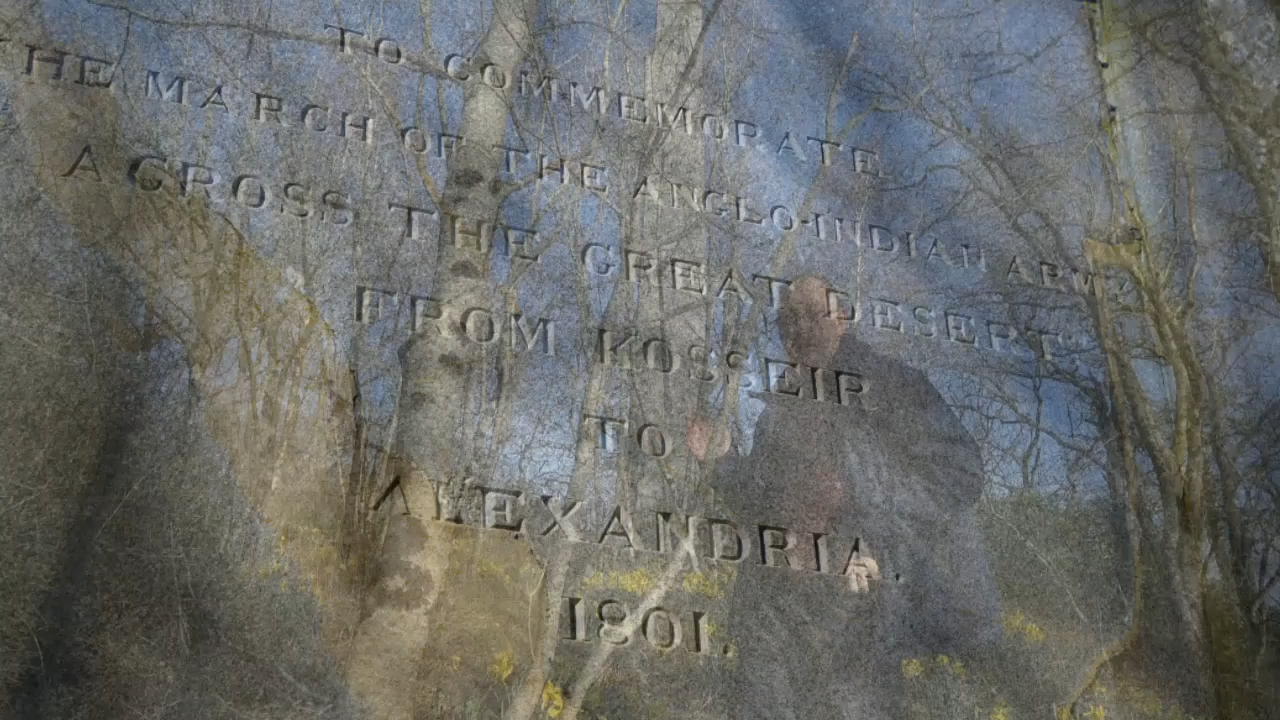 TO COMMEMORATE
THE MARCH OF THE ANGLO-INDIAN ARMY
ACROSS THE GREAT DESERT
FROM KOSSEIR
TO
ALEXANDRIA.
1801.